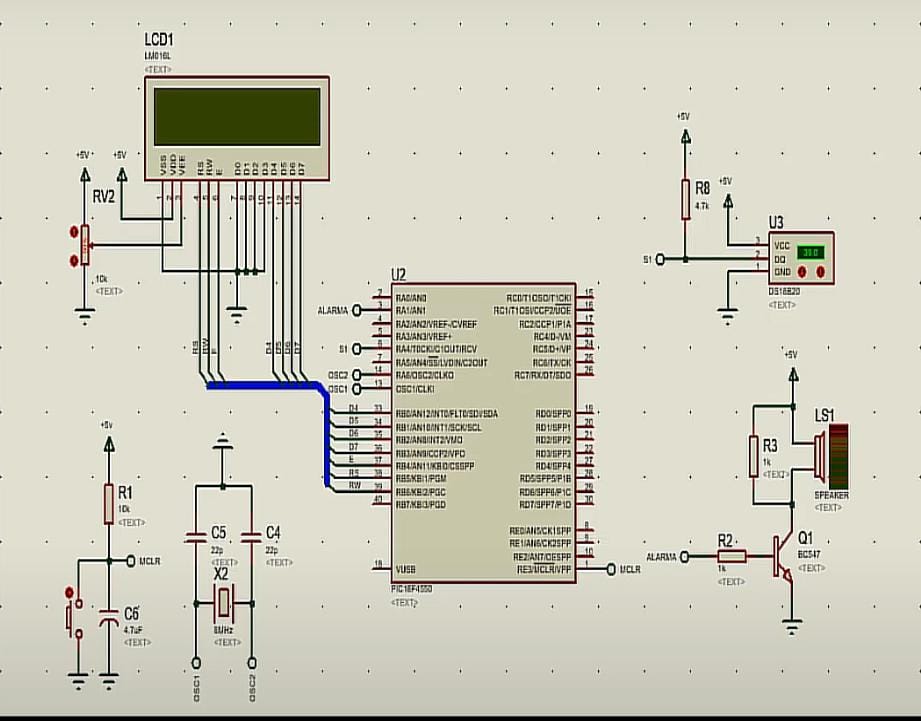 LCD1
LM016L
<TEXT>
VSS
VDD
VEE
RS
RW
E
D0
D1
D2
D3
D4
D5
D6
D7
1
2
3
4
5
6
7
8
9
10
11
12
13
14
+5V
+5V
RV2
10k
<TEXT>
RS
RW
E
D4
D5
D6
D7
+5V
R8
4.7k
+5V
S1
U3
3
2
1
VCC
DQ
GND
DS18B20
<TEXT>
U2
ALARMA
S1
OSC2
OSC1
2 RA0/AN0
3 RA1/AN1
4 RA2/AN2/VREF-/CVREF
5 RA3/AN3/VREF+
6 RA4/T0CKI/C1OUT/RCV
7 RA5/AN4/SS/LVDIN/C2OUT
14 RA6/OSC2/CLKO
13 OSC1/CLKI
D4 33 RB0/AN12/INT0/FLT0/SDI/SDA
D5 34 RB1/AN10/INT1/SCK/SCL
D6 35 RB2/AN8/INT2/VMO
D7 36 RB3/AN9/CCP2/VPO
E 37 RB4/AN11/KBI0/CSSPP
RS 38 RB5/KBI1/PGM
RW 39 RB6/KBI2/PGC
40 RB7/KBI3/PGD
18 VUSB
RC0/T1OSO/T1CKI 15
RC1/T1OSI/CCP2/UOE 16
RC2/CCP1/P1A 17
RC4/D-/VM 23
RC5/D+/VP 24
RC6/TX/CK 25
RC7/RX/DT/SDO 26
RD0/SPP0 19
RD1/SPP1 20
RD2/SPP2 21
RD3/SPP3 22
RD4/SPP4 27
RD5/SPP5/P1B 28
RD6/SPP6/P1C 29
RD7/SPP7/P1D 30
RE0/AN5/CK1SPP 8
RE1/AN6/CK2SPP 9
RE2/AN7/OESPP 10
RE3/MCLR/VPP 1
MCLR
PIC18F4550
<TEXT>
+5V
R1
10k
<TEXT>
MCLR
C6
4.7uF
<TEXT>
C5
22p
<TEXT>
C4
22p
<TEXT>
X2
8MHz
<TEXT>
OSC1
OSC2
+5V
R3
1k
<TEXT>
LS1
SPEAKER
<TEXT>
ALARMA
R2
1k
<TEXT>
Q1
BC547
<TEXT>